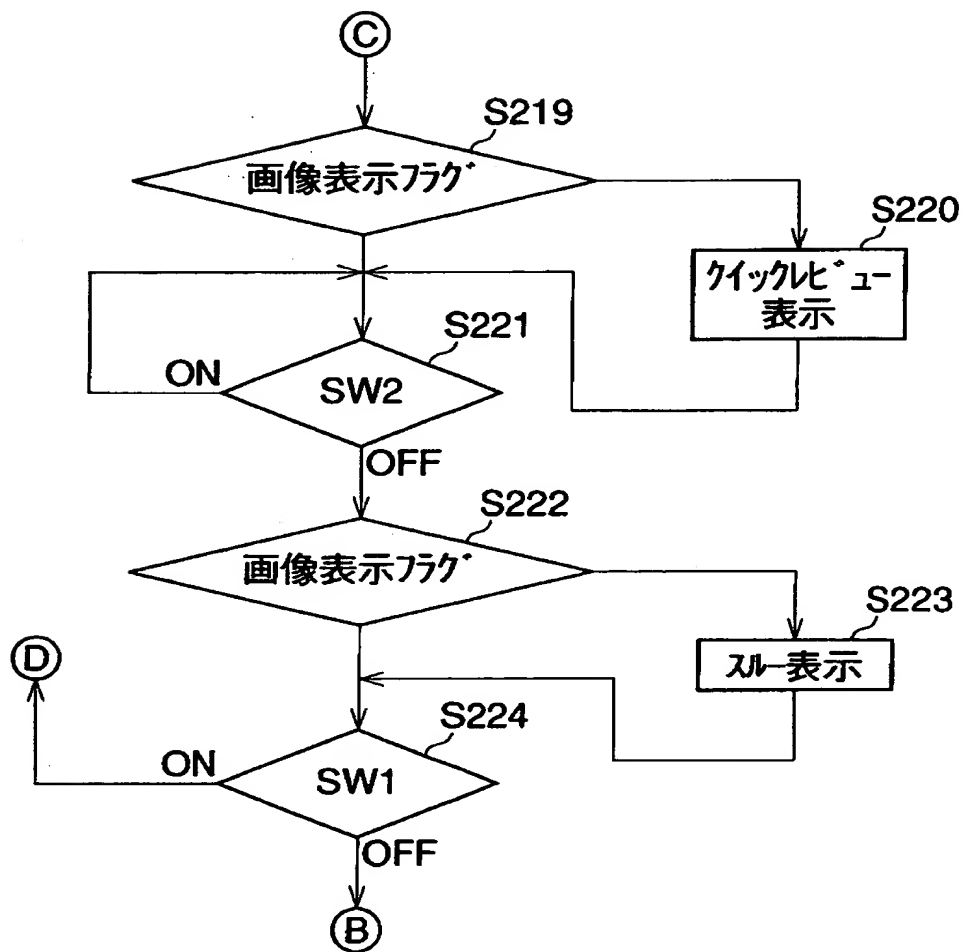 C
S219
画像表示フラグ
S220
クイックレビュー
表示
S221
ON
SW2
OFF
S222
画像表示フラグ
S223
スルー表示
D
S224
ON
SW1
OFF
B